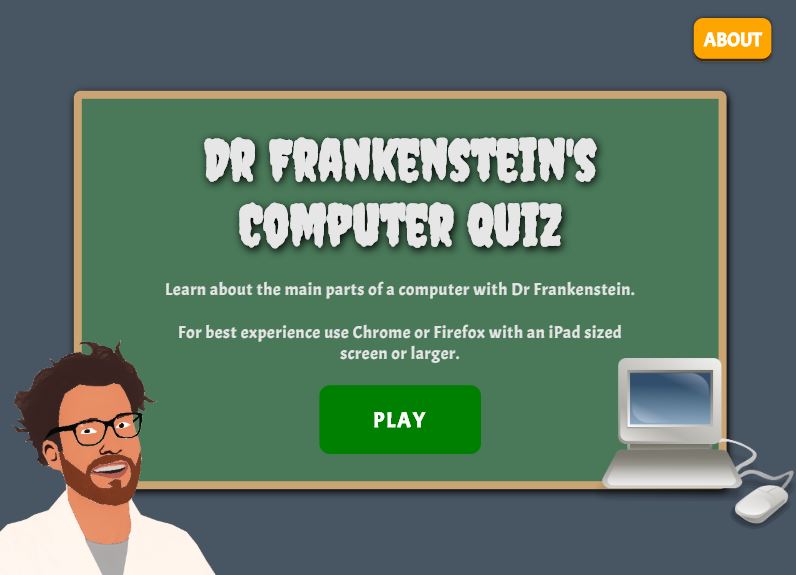 ABOUT
DR FRANKENSTEIN'S
COMPUTER QUIZ
Learn about the main parts of a computer with Dr Frankenstein.
For best experience use Chrome or Firefox with an iPad sized
screen or larger.
PLAY